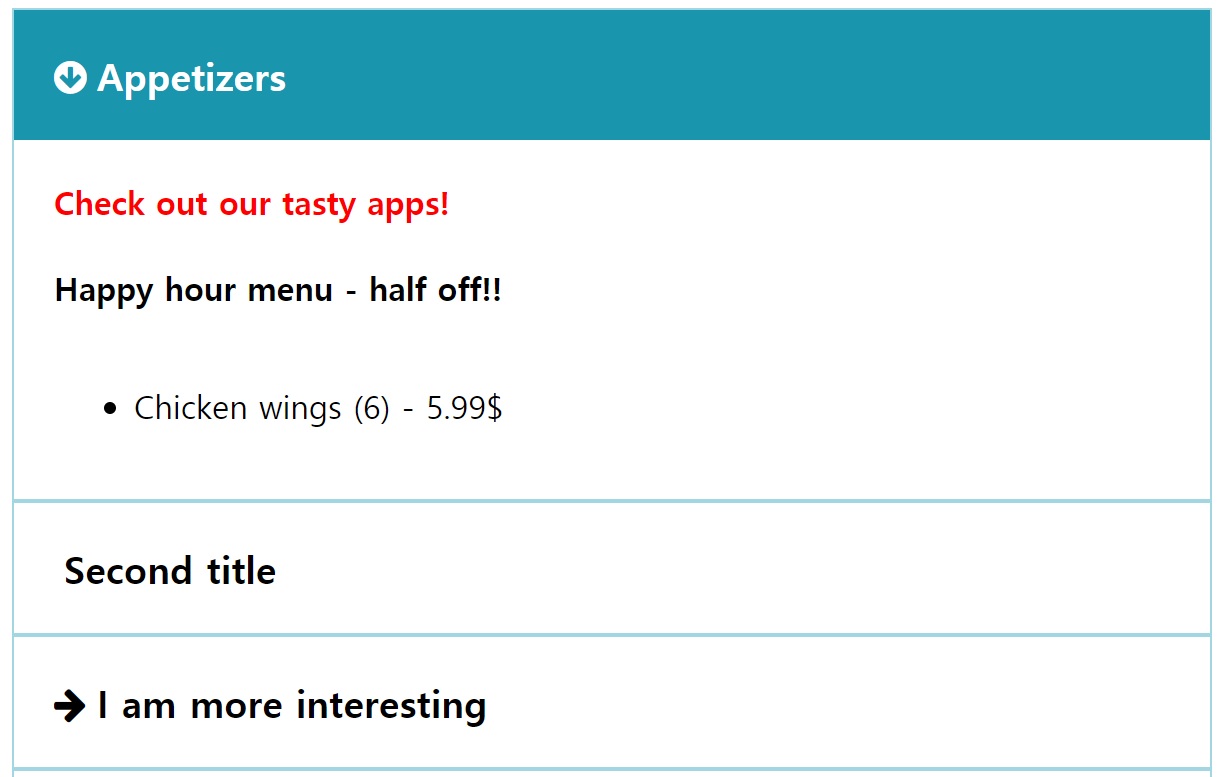 Appetizers
Check out our tasty apps!
Happy hour menu - half off!!
Chicken wings (6) - 5.99$
Second title
I am more interesting